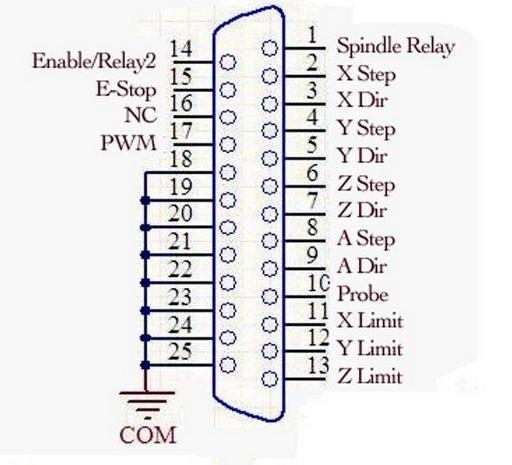 14
Enable/Relay2
15
E-Stop
16
NC
17
PWM
18
19
20
21
22
23
24
25
COM
1 Spindle Relay
2 X Step
3 X Dir
4 Y Step
5 Y Dir
6 Z Step
7 Z Dir
8 A Step
9 A Dir
10 Probe
11 X Limit
12 Y Limit
13 Z Limit